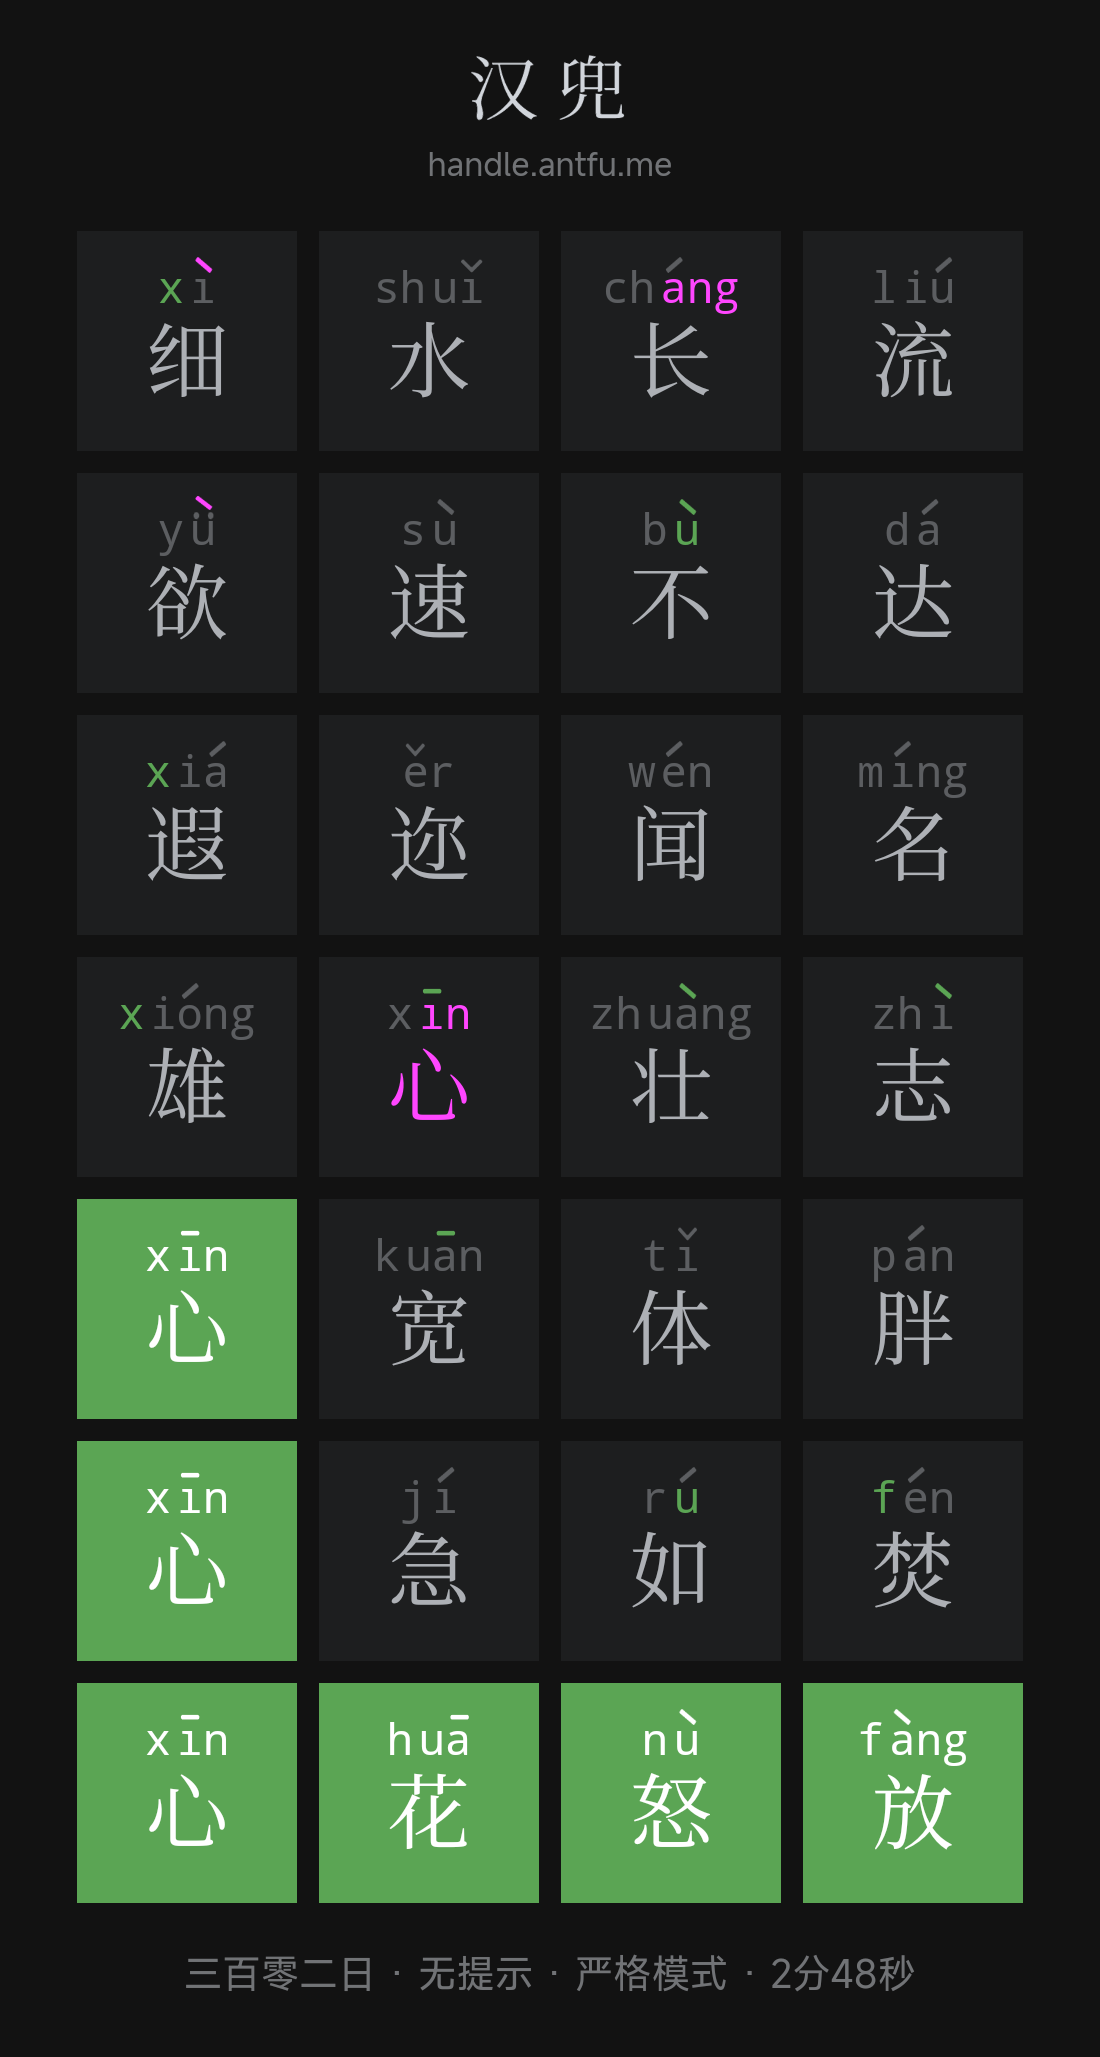 汉兜
handle.antfu.me
xì shuǐ cháng liú
细 水 长 流
yǜ sù bù dá
欲 速 不 达
xiá ěr wén míng
遐 迩 闻 名
xióng xīn zhuàng zhì
雄 心 壮 志
xīn kuān tǐ pán
心 宽 体 胖
xīn jí rú fén
心 急 如 焚
xīn huā nù fàng
心 花 怒 放
三百零二日 · 无提示 · 严格模式 · 2分48秒